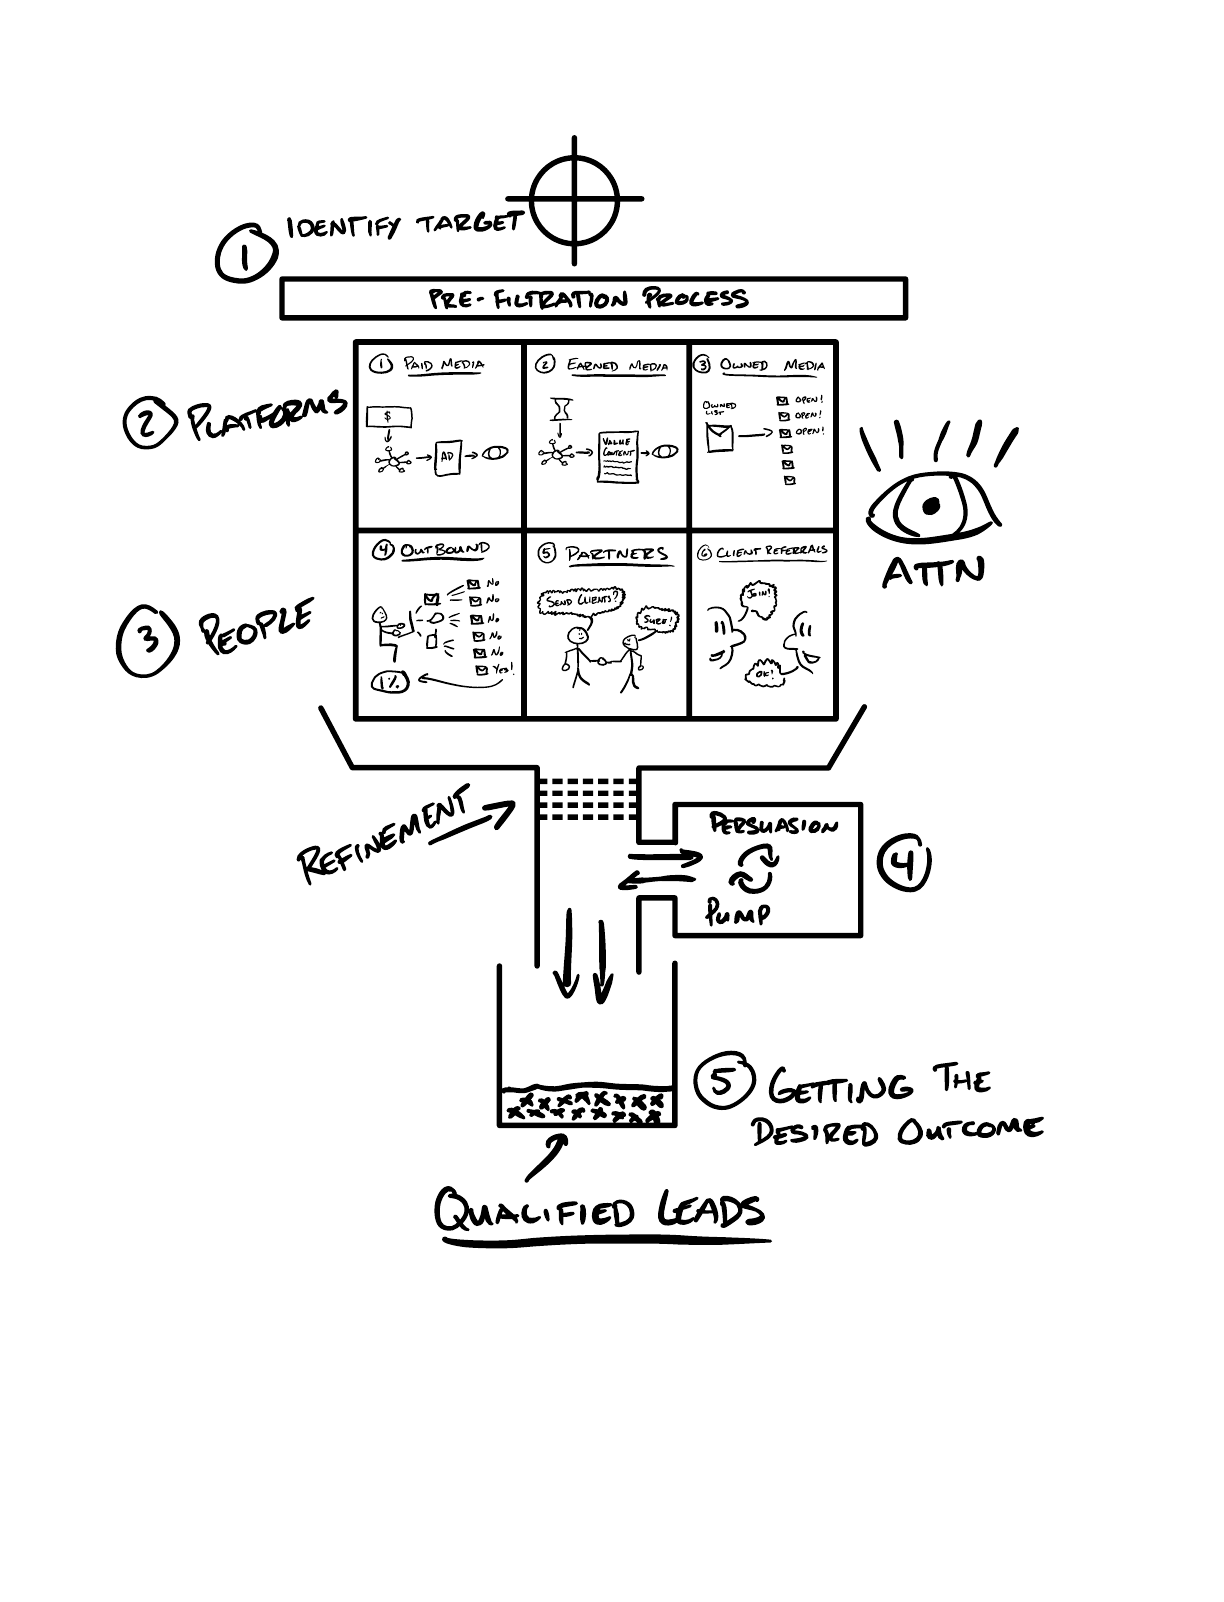 1 IDENTIFY TARGET
PRE-FILTRATION PROCESS
2 PLATFORMS
1 PAID MEDIA
$
AD
2 EARNED MEDIA
VALUE
CONTENT
3 OWNED MEDIA
OWNED
LIST
OPEN!
OPEN!
OPEN!
ATTN
3 PEOPLE
4 OUTBOUND
No
No
No
No
No
Yes!
1%
5 PARTNERS
SEND CLIENTS?
SURE!
6 CLIENT REFERRALS
JOIN!
OK!
REFINEMENT
PERSUASION
PUMP
4
5 GETTING THE
DESIRED OUTCOME
QUALIFIED LEADS